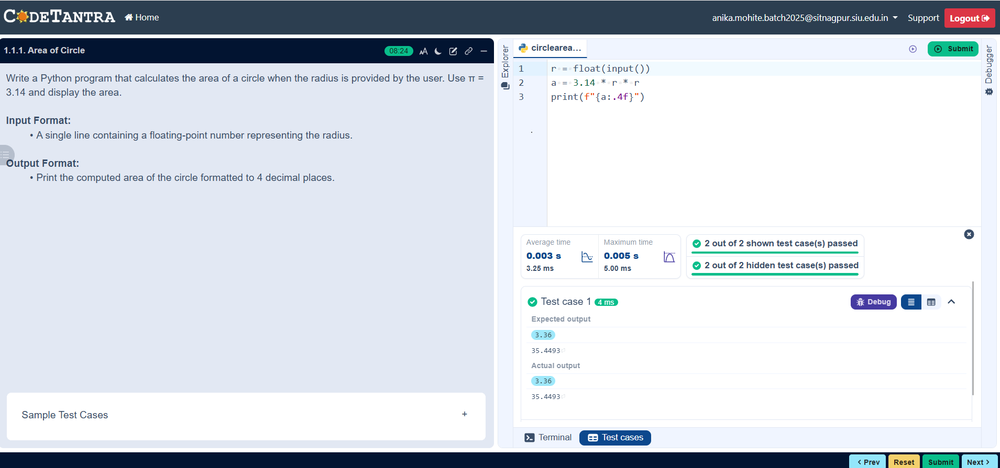 CODETANTRA Home anika.mohite.batch2025@sitnagpur.siu.edu.in Support Logout
1.1.1. Area of Circle 08:24
Write a Python program that calculates the area of a circle when the radius is provided by the user. Use π =
3.14 and display the area.
Input Format:
• A single line containing a floating-point number representing the radius.
Output Format:
• Print the computed area of the circle formatted to 4 decimal places.
Sample Test Cases +
Explorer
circlearea...
Submit
Debugger
1 r = float(input())
2 a = 3.14 * r * r
3 print(f"{a:.4f}")
Average time
0.003 s
3.25 ms
Maximum time
0.005 s
5.00 ms
2 out of 2 shown test case(s) passed
2 out of 2 hidden test case(s) passed
Test case 1 4 ms Debug
Expected output
3.36
35.4493
Actual output
3.36
35.4493
Terminal Test cases
< Prev Reset Submit Next >